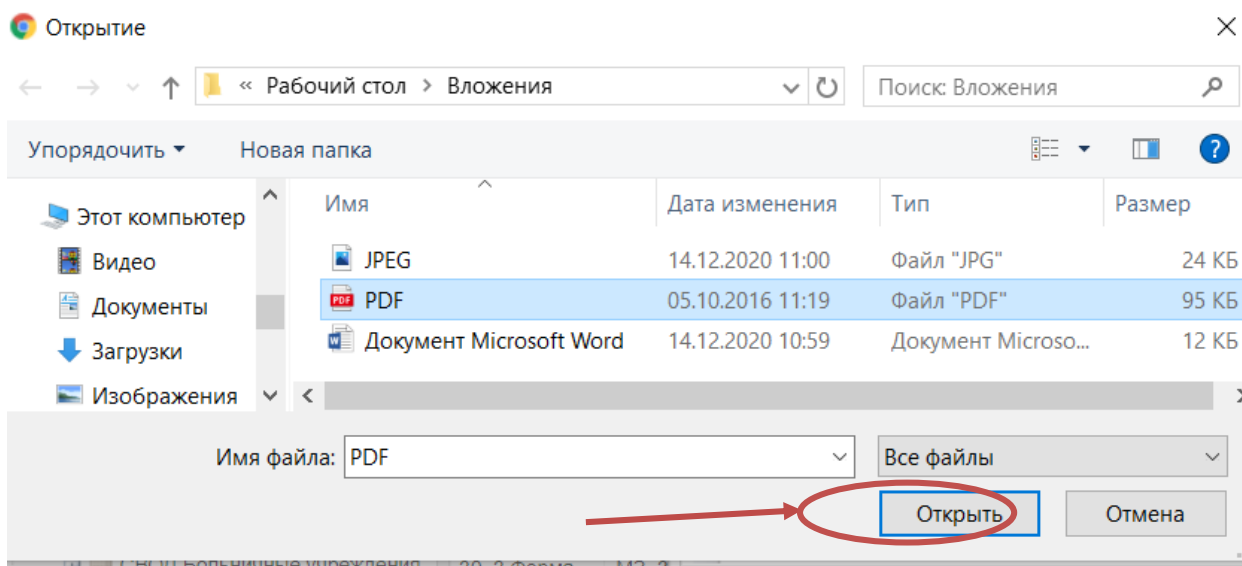 Открытие
« Рабочий стол > Вложения
Поиск: Вложения
Упорядочить Новая папка
?
Имя Дата изменения Тип Размер
Этот компьютер
Видео
Документы
Загрузки
Изображения
JPEG 14.12.2020 11:00 Файл "JPG" 24 КБ
PDF PDF 05.10.2016 11:19 Файл "PDF" 95 КБ
Документ Microsoft Word 14.12.2020 10:59 Документ Microso... 12 КБ
Имя файла: PDF Все файлы
Открыть Отмена